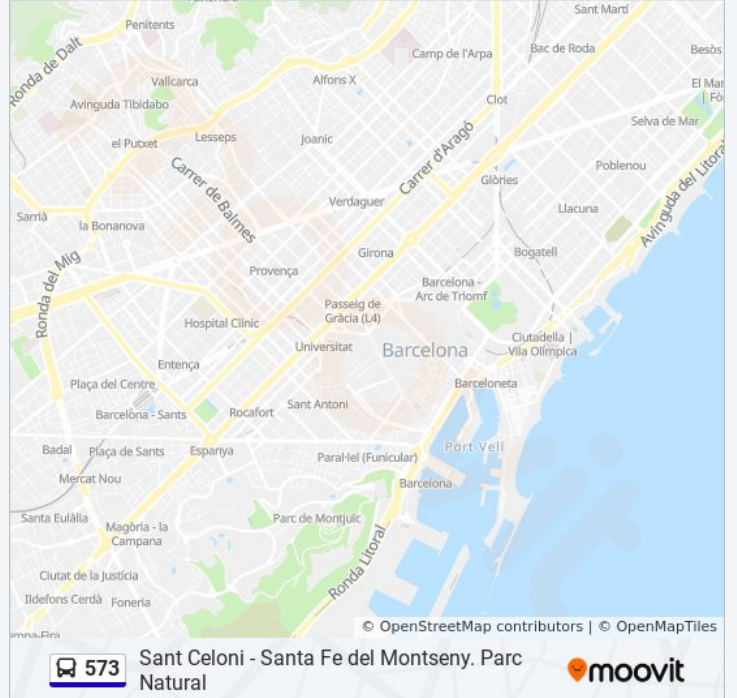 Sant Martí
Penitents
Ronda de Dalt
Camp de l'Arpa
Bac de Roda
Besòs
Vallcarca
Alfons X
El Mar
| Fò
Avinguda Tibidabo
Clot
Selva de Mar
el Putxet
Lesseps
Joanic
Carrer d'Aragó
Poblenou
Carrer de Balmes
Glòries
Avinguda del Litoral
Verdaguer
Llacuna
Sarrià
la Bonanova
Girona
Bogatell
Ronda del Mig
Provença
Barcelona -
Arc de Triomf
Passeig de
Gràcia (L4)
Hospital Clínic
Universitat
Barcelona
Ciutadella |
Vila Olímpica
Entença
Plaça del Centre
Barceloneta
Barcelona - Sants
Rocafort
Sant Antoni
Badal
Plaça de Sants
Espanya
Paral·lel (Funicular)
Port Vell
Mercat Nou
Barcelona
Santa Eulàlia
Magòria - la
Campana
Parc de Montjuïc
Ronda Litoral
Ciutat de la Justícia
Ildefons Cerdà
Foneria
© OpenStreetMap contributors | © OpenMapTiles
573
Sant Celoni - Santa Fe del Montseny. Parc
Natural
moovit